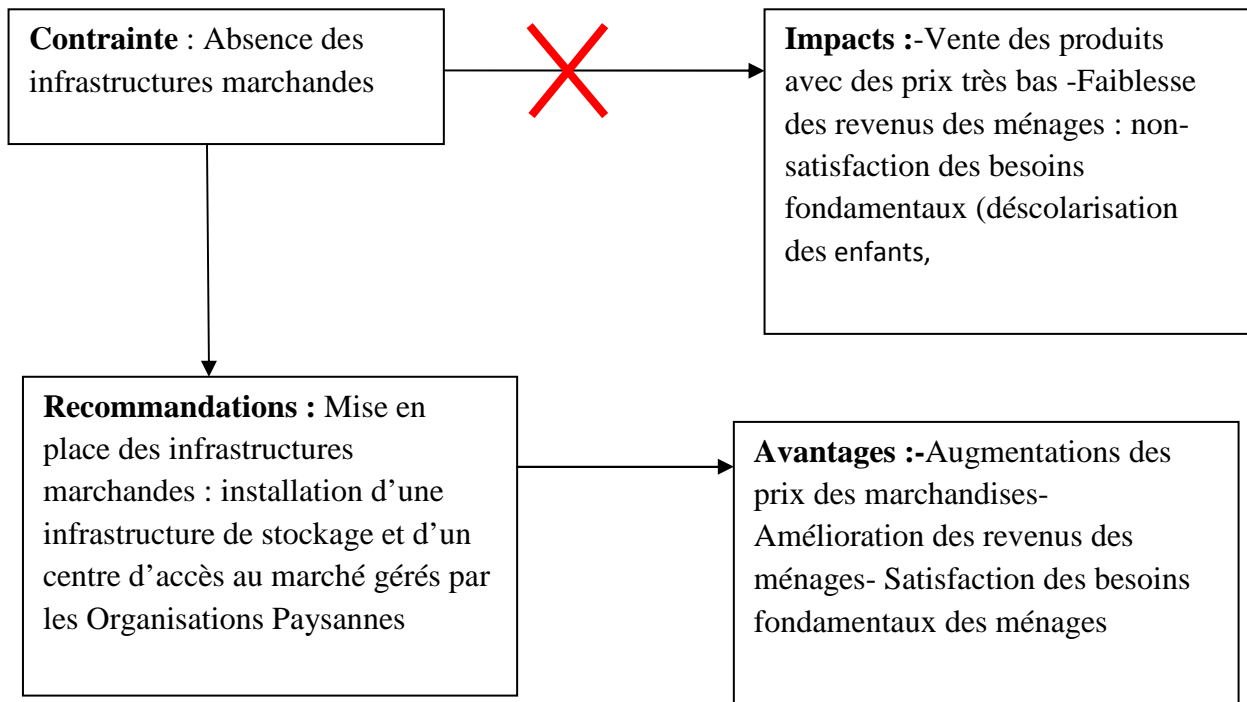 Contrainte : Absence des
infrastructures marchandes
Impacts :-Vente des produits
avec des prix très bas -Faiblesse
des revenus des ménages : non-
satisfaction des besoins
fondamentaux (déscolarisation
des enfants,
Recommandations : Mise en
place des infrastructures
marchandes : installation d’une
infrastructure de stockage et d’un
centre d’accès au marché gérés par
les Organisations Paysannes
Avantages :-Augmentations des
prix des marchandises-
Amélioration des revenus des
ménages- Satisfaction des besoins
fondamentaux des ménages